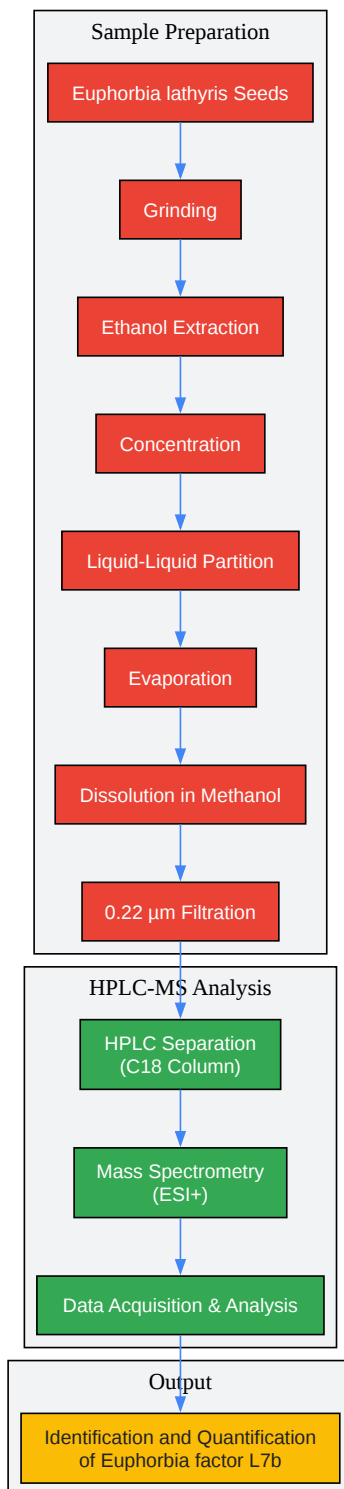 Sample Preparation
Euphorbia lathyris Seeds
Grinding
Ethanol Extraction
Concentration
Liquid-Liquid Partition
Evaporation
Dissolution in Methanol
0.22 µm Filtration
HPLC-MS Analysis
HPLC Separation
(C18 Column)
Mass Spectrometry
(ESI+)
Data Acquisition & Analysis
Output
Identification and Quantification
of Euphorbia factor L7b